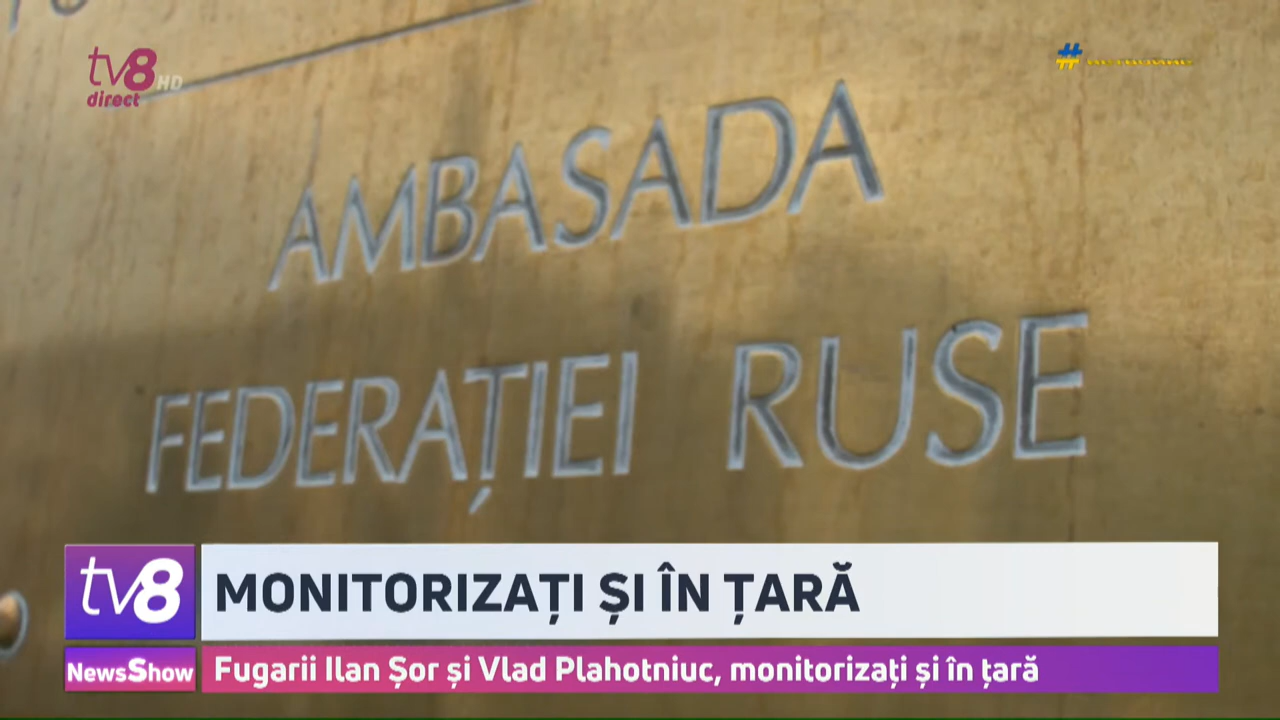 tv8 HD
direct
#
AMBASADA
FEDERAȚIEI RUSE
tv8
MONITORIZAȚI ȘI ÎN ȚARĂ
NewsShow
Fugarii Ilan Șor și Vlad Plahotniuc, monitorizați și în țară